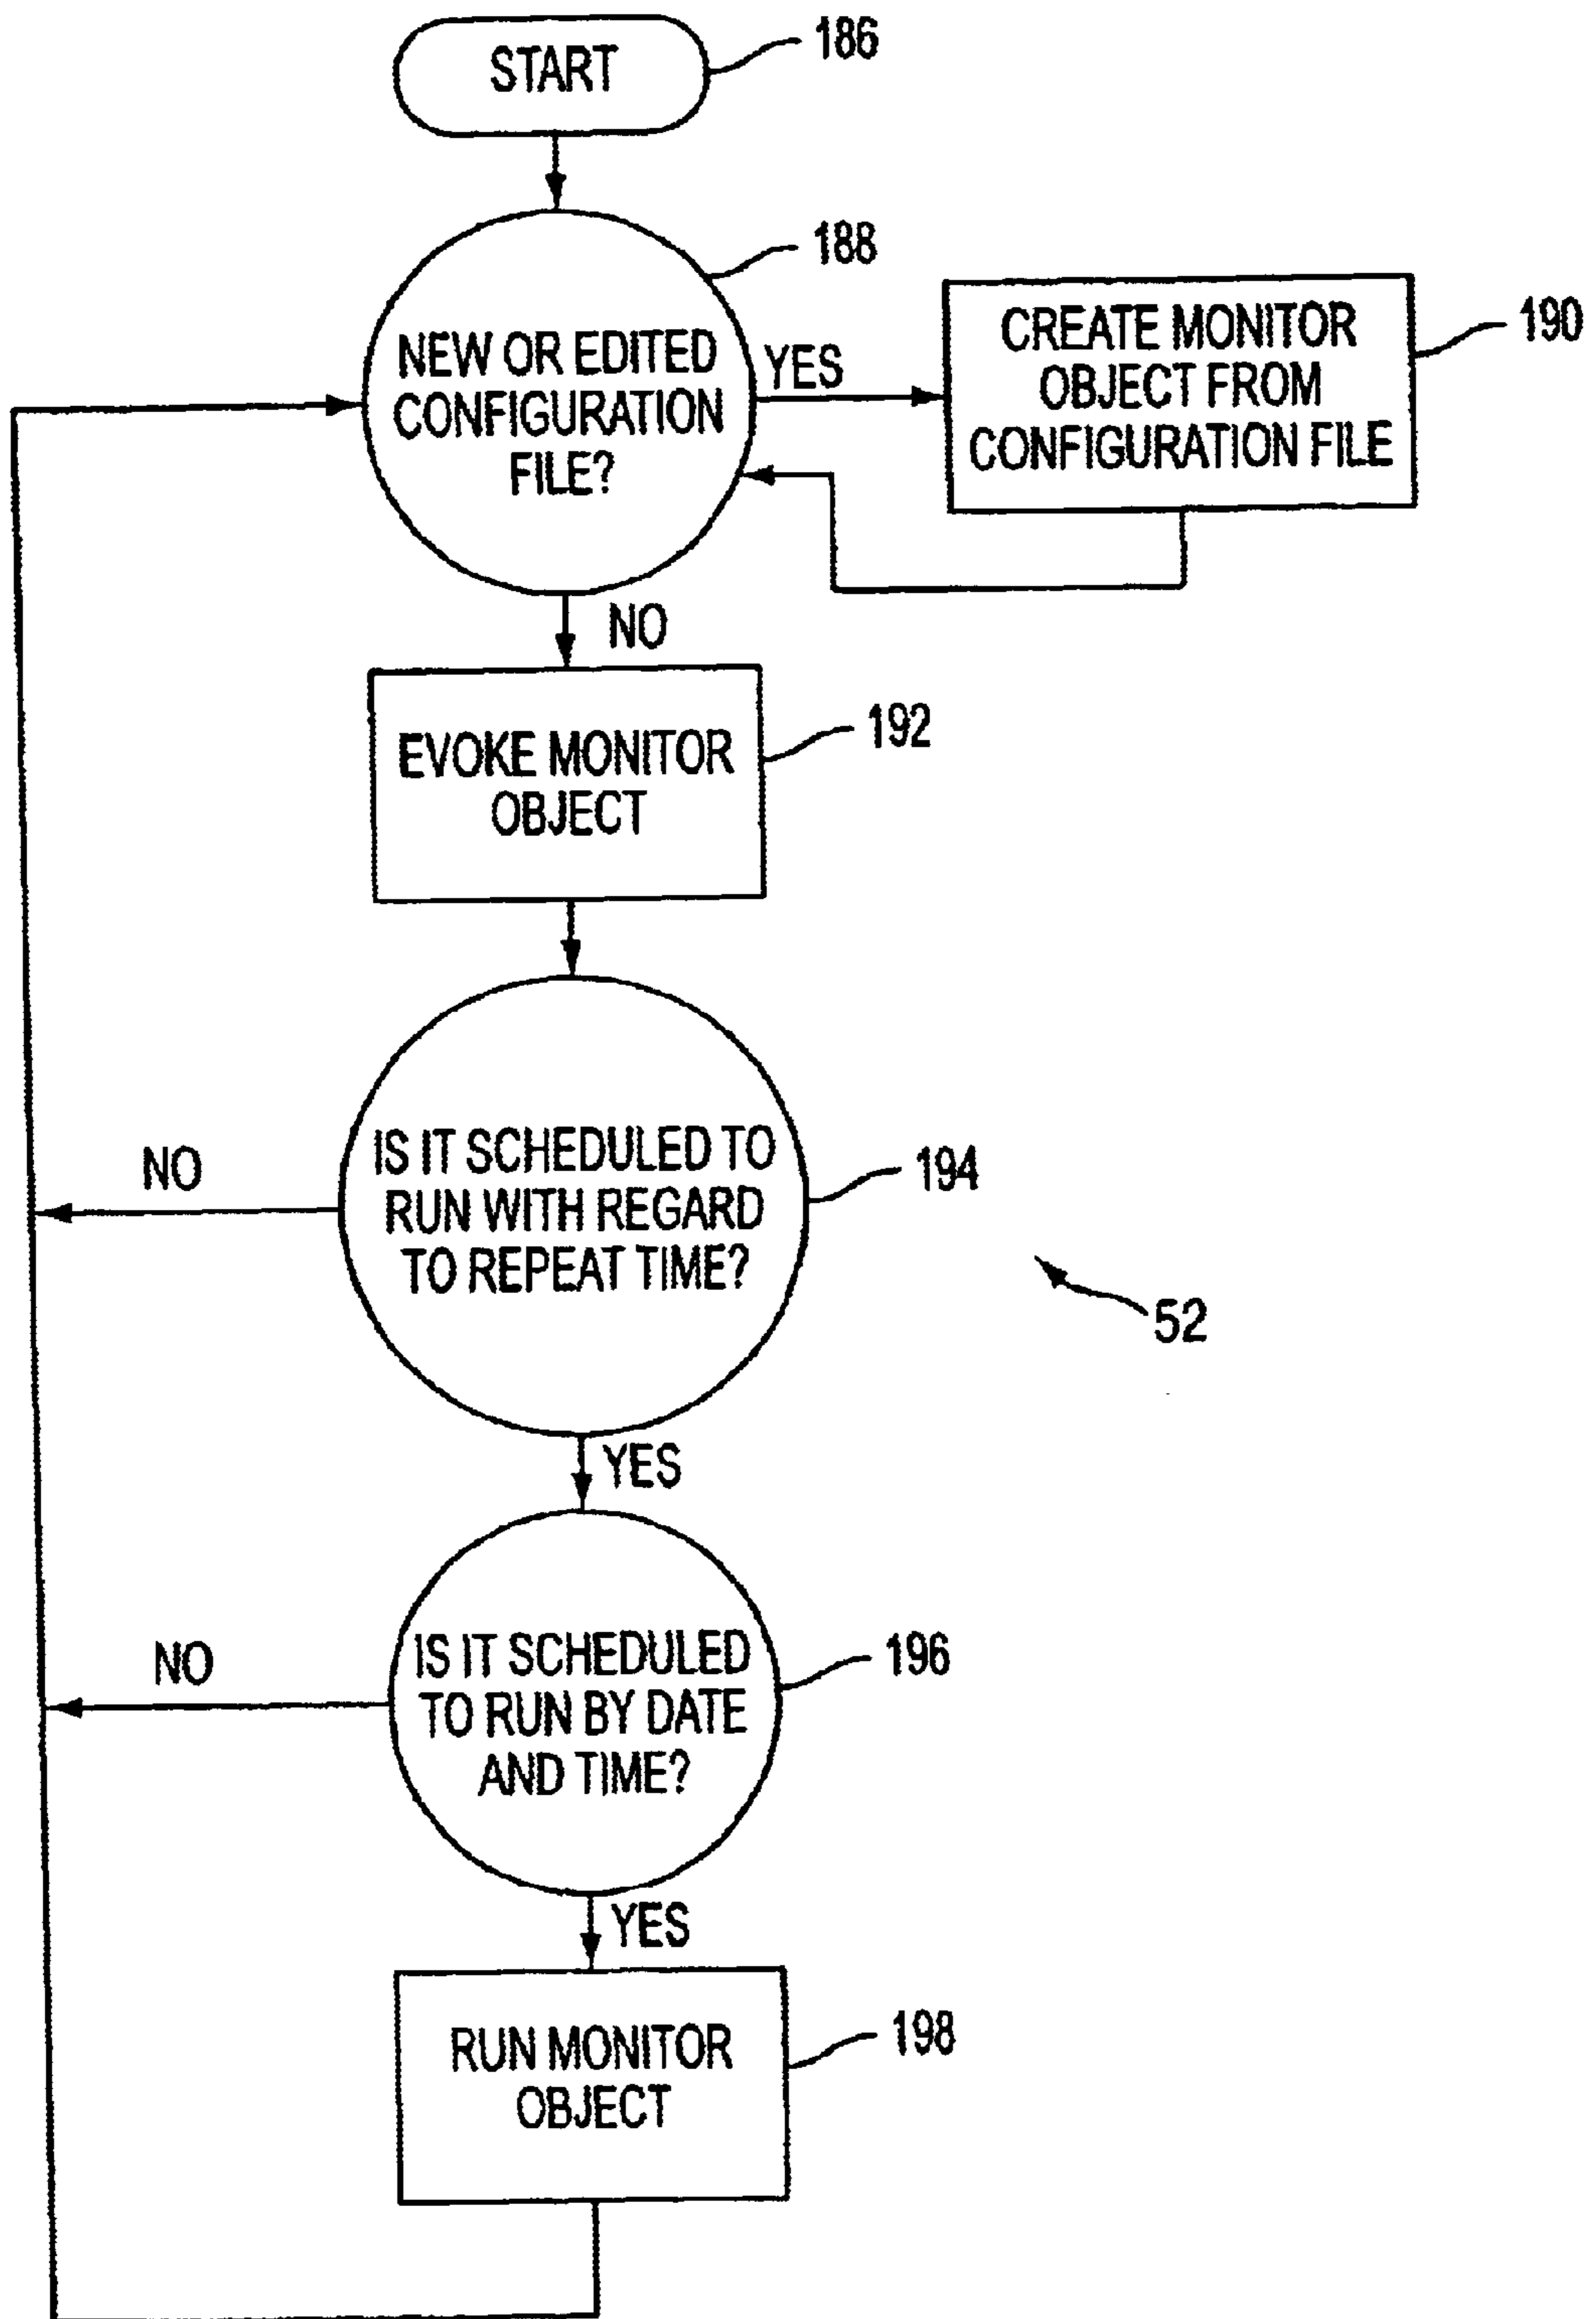 START
186
188
NEW OR EDITED
CONFIGURATION
FILE?
YES
CREATE MONITOR
OBJECT FROM
CONFIGURATION FILE
190
NO
EVOKE MONITOR
OBJECT
192
IS IT SCHEDULED TO
RUN WITH REGARD
TO REPEAT TIME?
194
NO
52
YES
IS IT SCHEDULED
TO RUN BY DATE
AND TIME?
196
NO
YES
RUN MONITOR
OBJECT
198